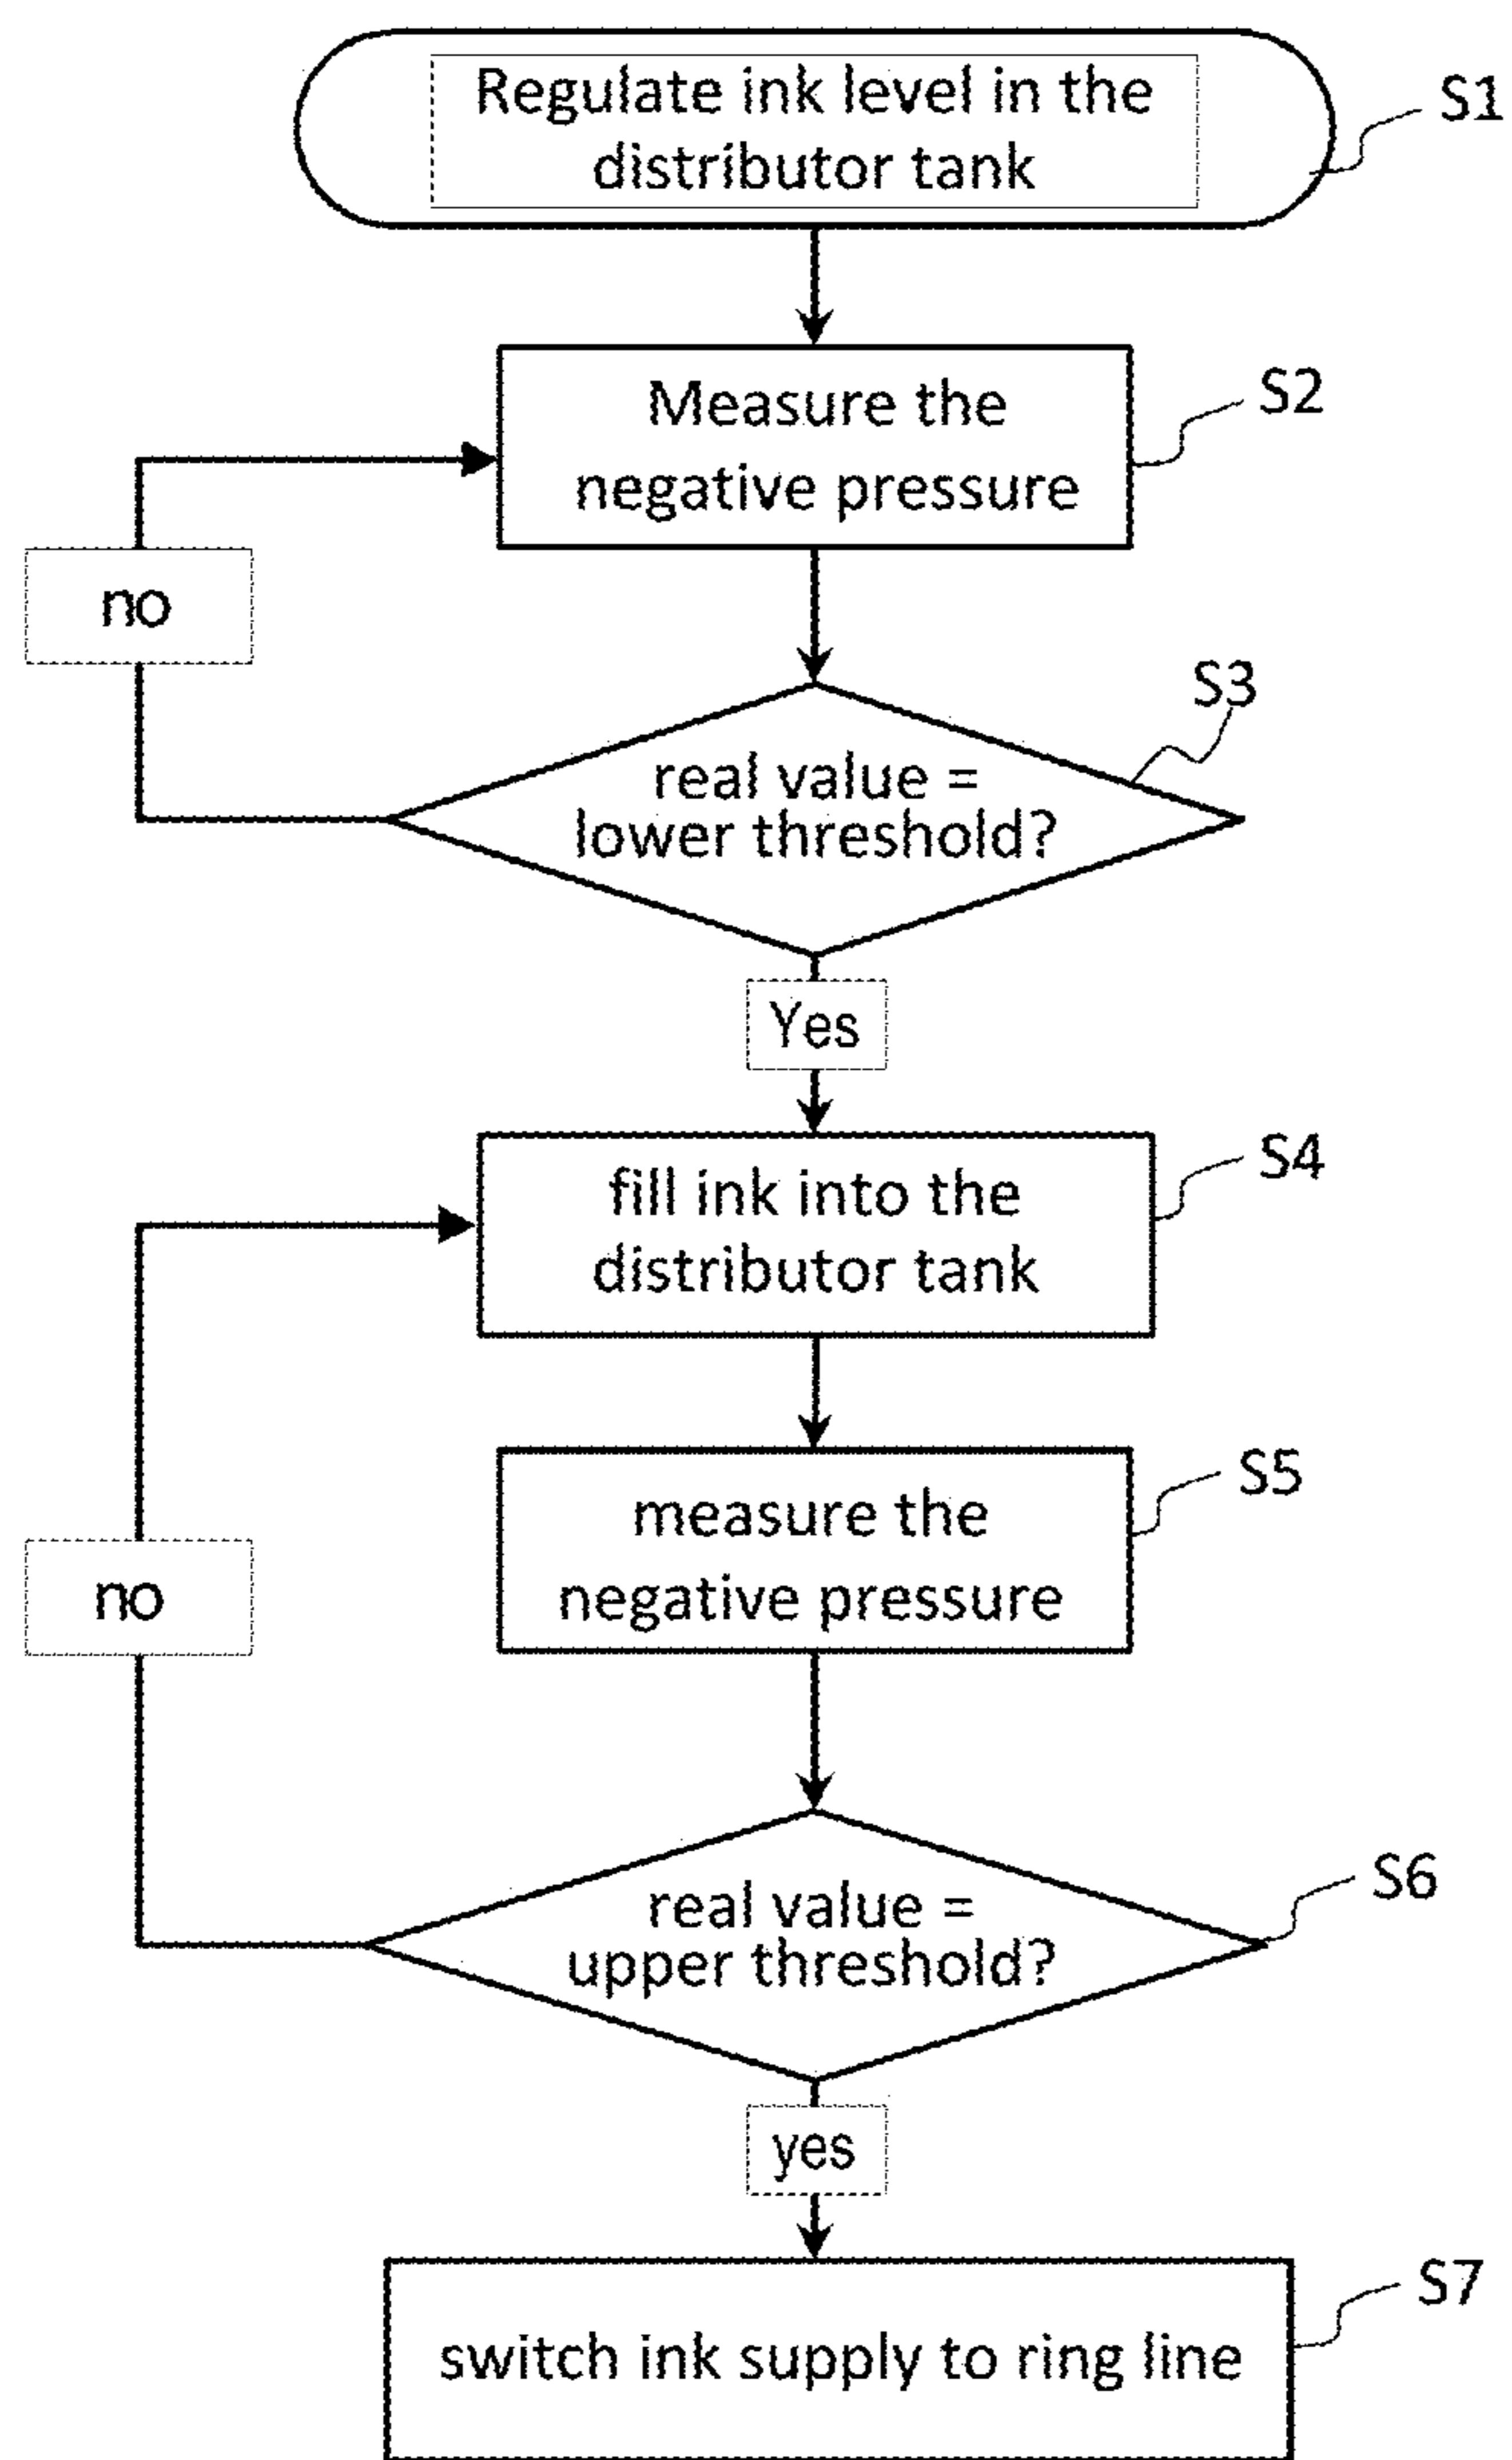 Regulate ink level in the
distributor tank
S1
Measure the
negative pressure
S2
no
S3
real value =
lower threshold?
Yes
fill ink into the
distributor tank
S4
measure the
negative pressure
S5
no
real value =
upper threshold?
S6
yes
switch ink supply to ring line
S7